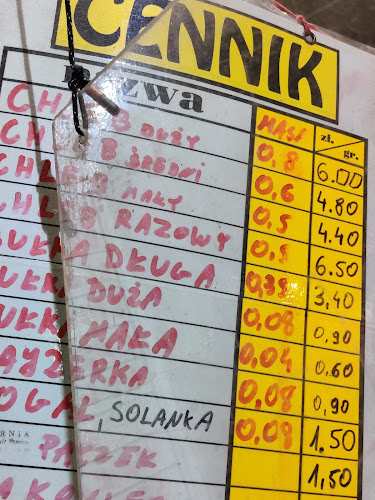 CENNIK
nazwa MASA zł. gr.
CHLEB DUŻY 0,8 6.00
CHLEB ŚREDNI 0,6 4.80
CHLEB MAŁY 0,5 4.40
CHLEB RAZOWY 0,5 6.50
BUŁKA DŁUGA 0,35 3,40
BUŁKA DUŻA 0,08 0,90
BUŁKA MAŁA 0,04 0.60
KAJZERKA 0,08 0,90
ROGAL, SOLANKA 0,09 1.50
1,50